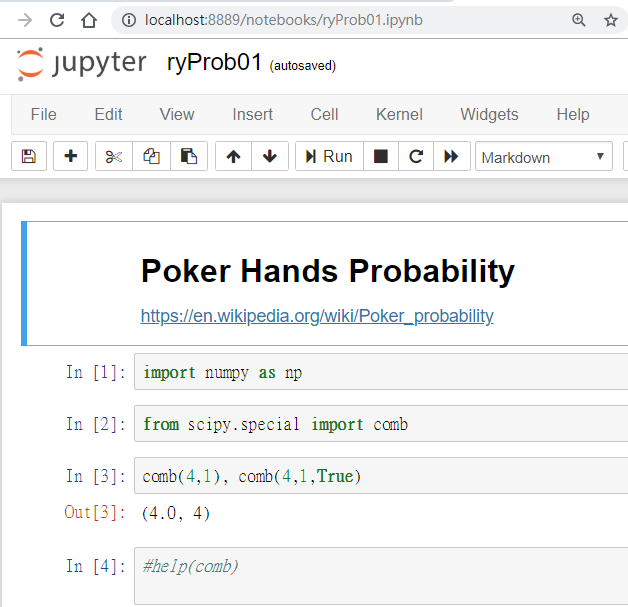 localhost:8889/notebooks/ryProb01.ipynb
jupyter ryProb01 (autosaved)
File Edit View Insert Cell Kernel Widgets Help
Run Markdown
Poker Hands Probability
https://en.wikipedia.org/wiki/Poker_probability
In [1]: import numpy as np
In [2]: from scipy.special import comb
In [3]: comb(4,1), comb(4,1,True)
Out[3]: (4.0, 4)
In [4]: #help(comb)